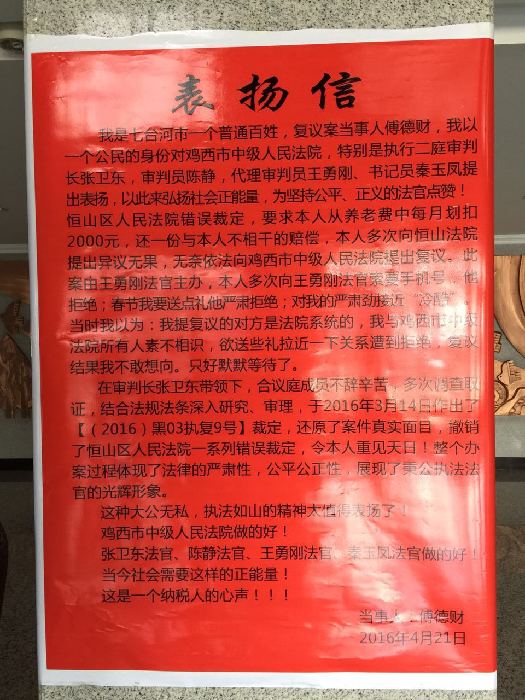 表扬信
我是七台河市一个普通百姓，复议案当事人傅德财，我以
一个公民的身份对鸡西市中级人民法院，特别是执行二庭审判
长张卫东，审判员陈静，代理审判员王勇刚、书记员秦玉凤提
出表扬，以此来弘扬社会正能量，为坚持公平、正义的法官点赞！
恒山区人民法院错误裁定，要求本人从养老费中每月划扣
2000元，还一份与本人不相干的赔偿，本人多次向恒山法院
提出异议无果，无奈依法向鸡西市中级人民法院提出复议。此
案由王勇刚法官主办，本人多次向王勇刚法官索要手机号，他
拒绝；春节我要送点礼他严肃拒绝；对我的严肃劲接近“冷酷”。
当时我以为：我提复议的对方是法院系统的，我与鸡西市中级
法院所有人素不相识，欲送些礼拉近一下关系遭到拒绝，复议
结果我不敢想向。只好默默等待了。
在审判长张卫东带领下，合议庭成员不辞辛苦，多次调查取
证，结合法规法条深入研究、审理，于2016年3月14日作出了
【（2016）黑03执复9号】裁定，还原了案件真实面目，撤销
了恒山区人民法院一系列错误裁定，令本人重见天日！整个办
案过程体现了法律的严肃性，公平公正性，展现了秉公执法法
官的光辉形象。
这种大公无私，执法如山的精神太值得表扬了！
鸡西市中级人民法院做的好！
张卫东法官、陈静法官、王勇刚法官、秦玉凤法官做的好！
当今社会需要这样的正能量！
这是一个纳税人的心声！！！
当事人：傅德财
2016年4月21日